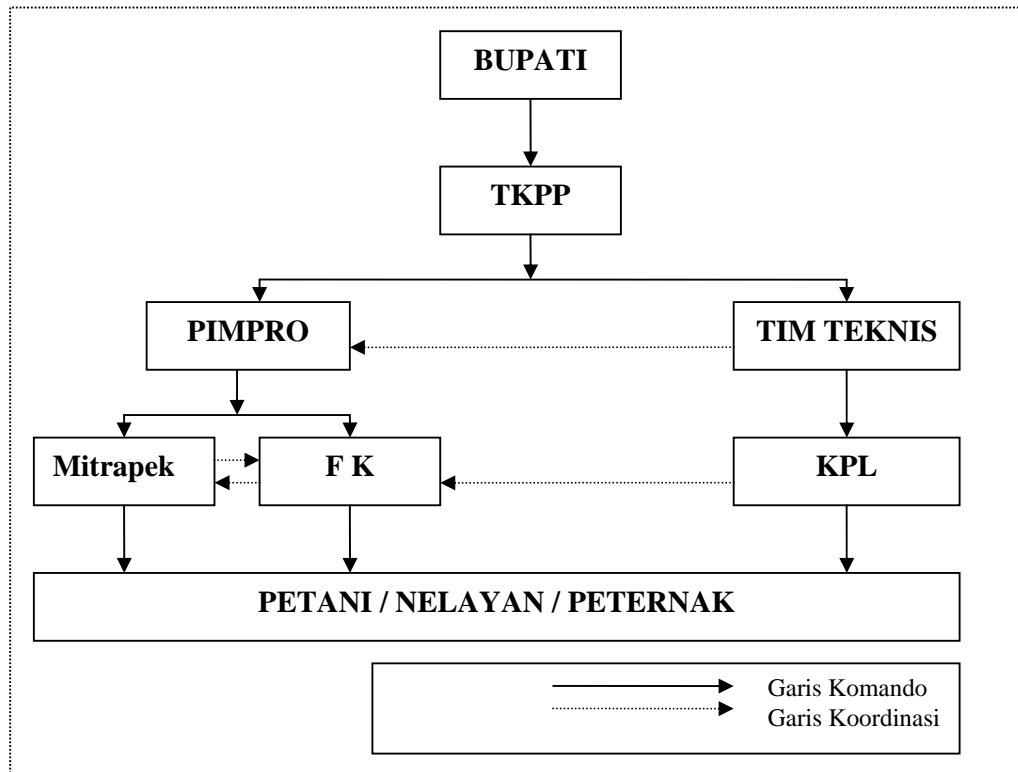 BUPATI
TKPP
PIMPRO
TIM TEKNIS
Mitrapek
F K
KPL
PETANI / NELAYAN / PETERNAK
Garis Komando
Garis Koordinasi